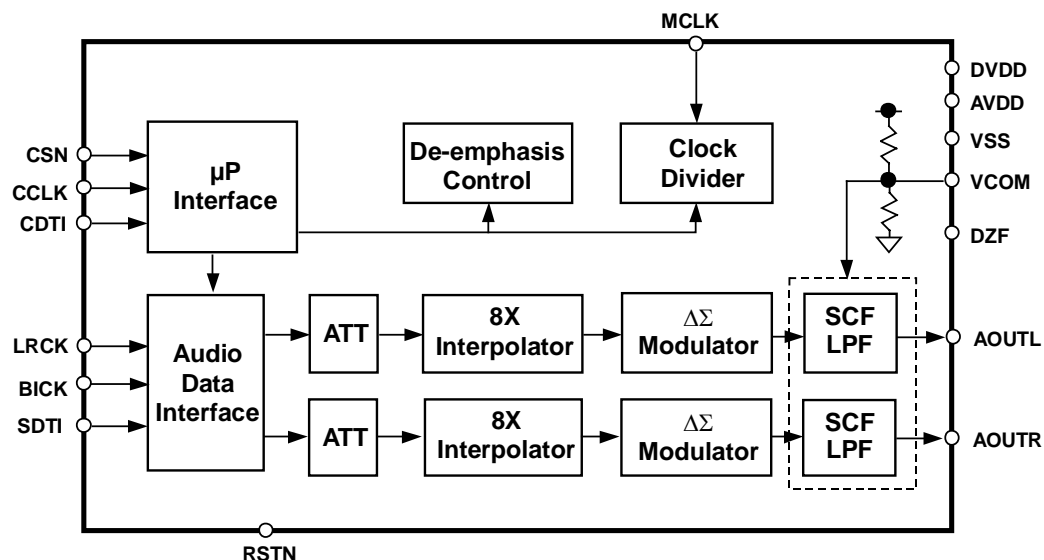 MCLK
DVDD
AVDD
VSS
VCOM
DZF
CSN
CCLK
CDTI
µP
Interface
De-emphasis
Control
Clock
Divider
LRCK
BICK
SDTI
Audio
Data
Interface
ATT
8X
Interpolator
ΔΣ
Modulator
SCF
LPF
AOUTL
ATT
8X
Interpolator
ΔΣ
Modulator
SCF
LPF
AOUTR
RSTN